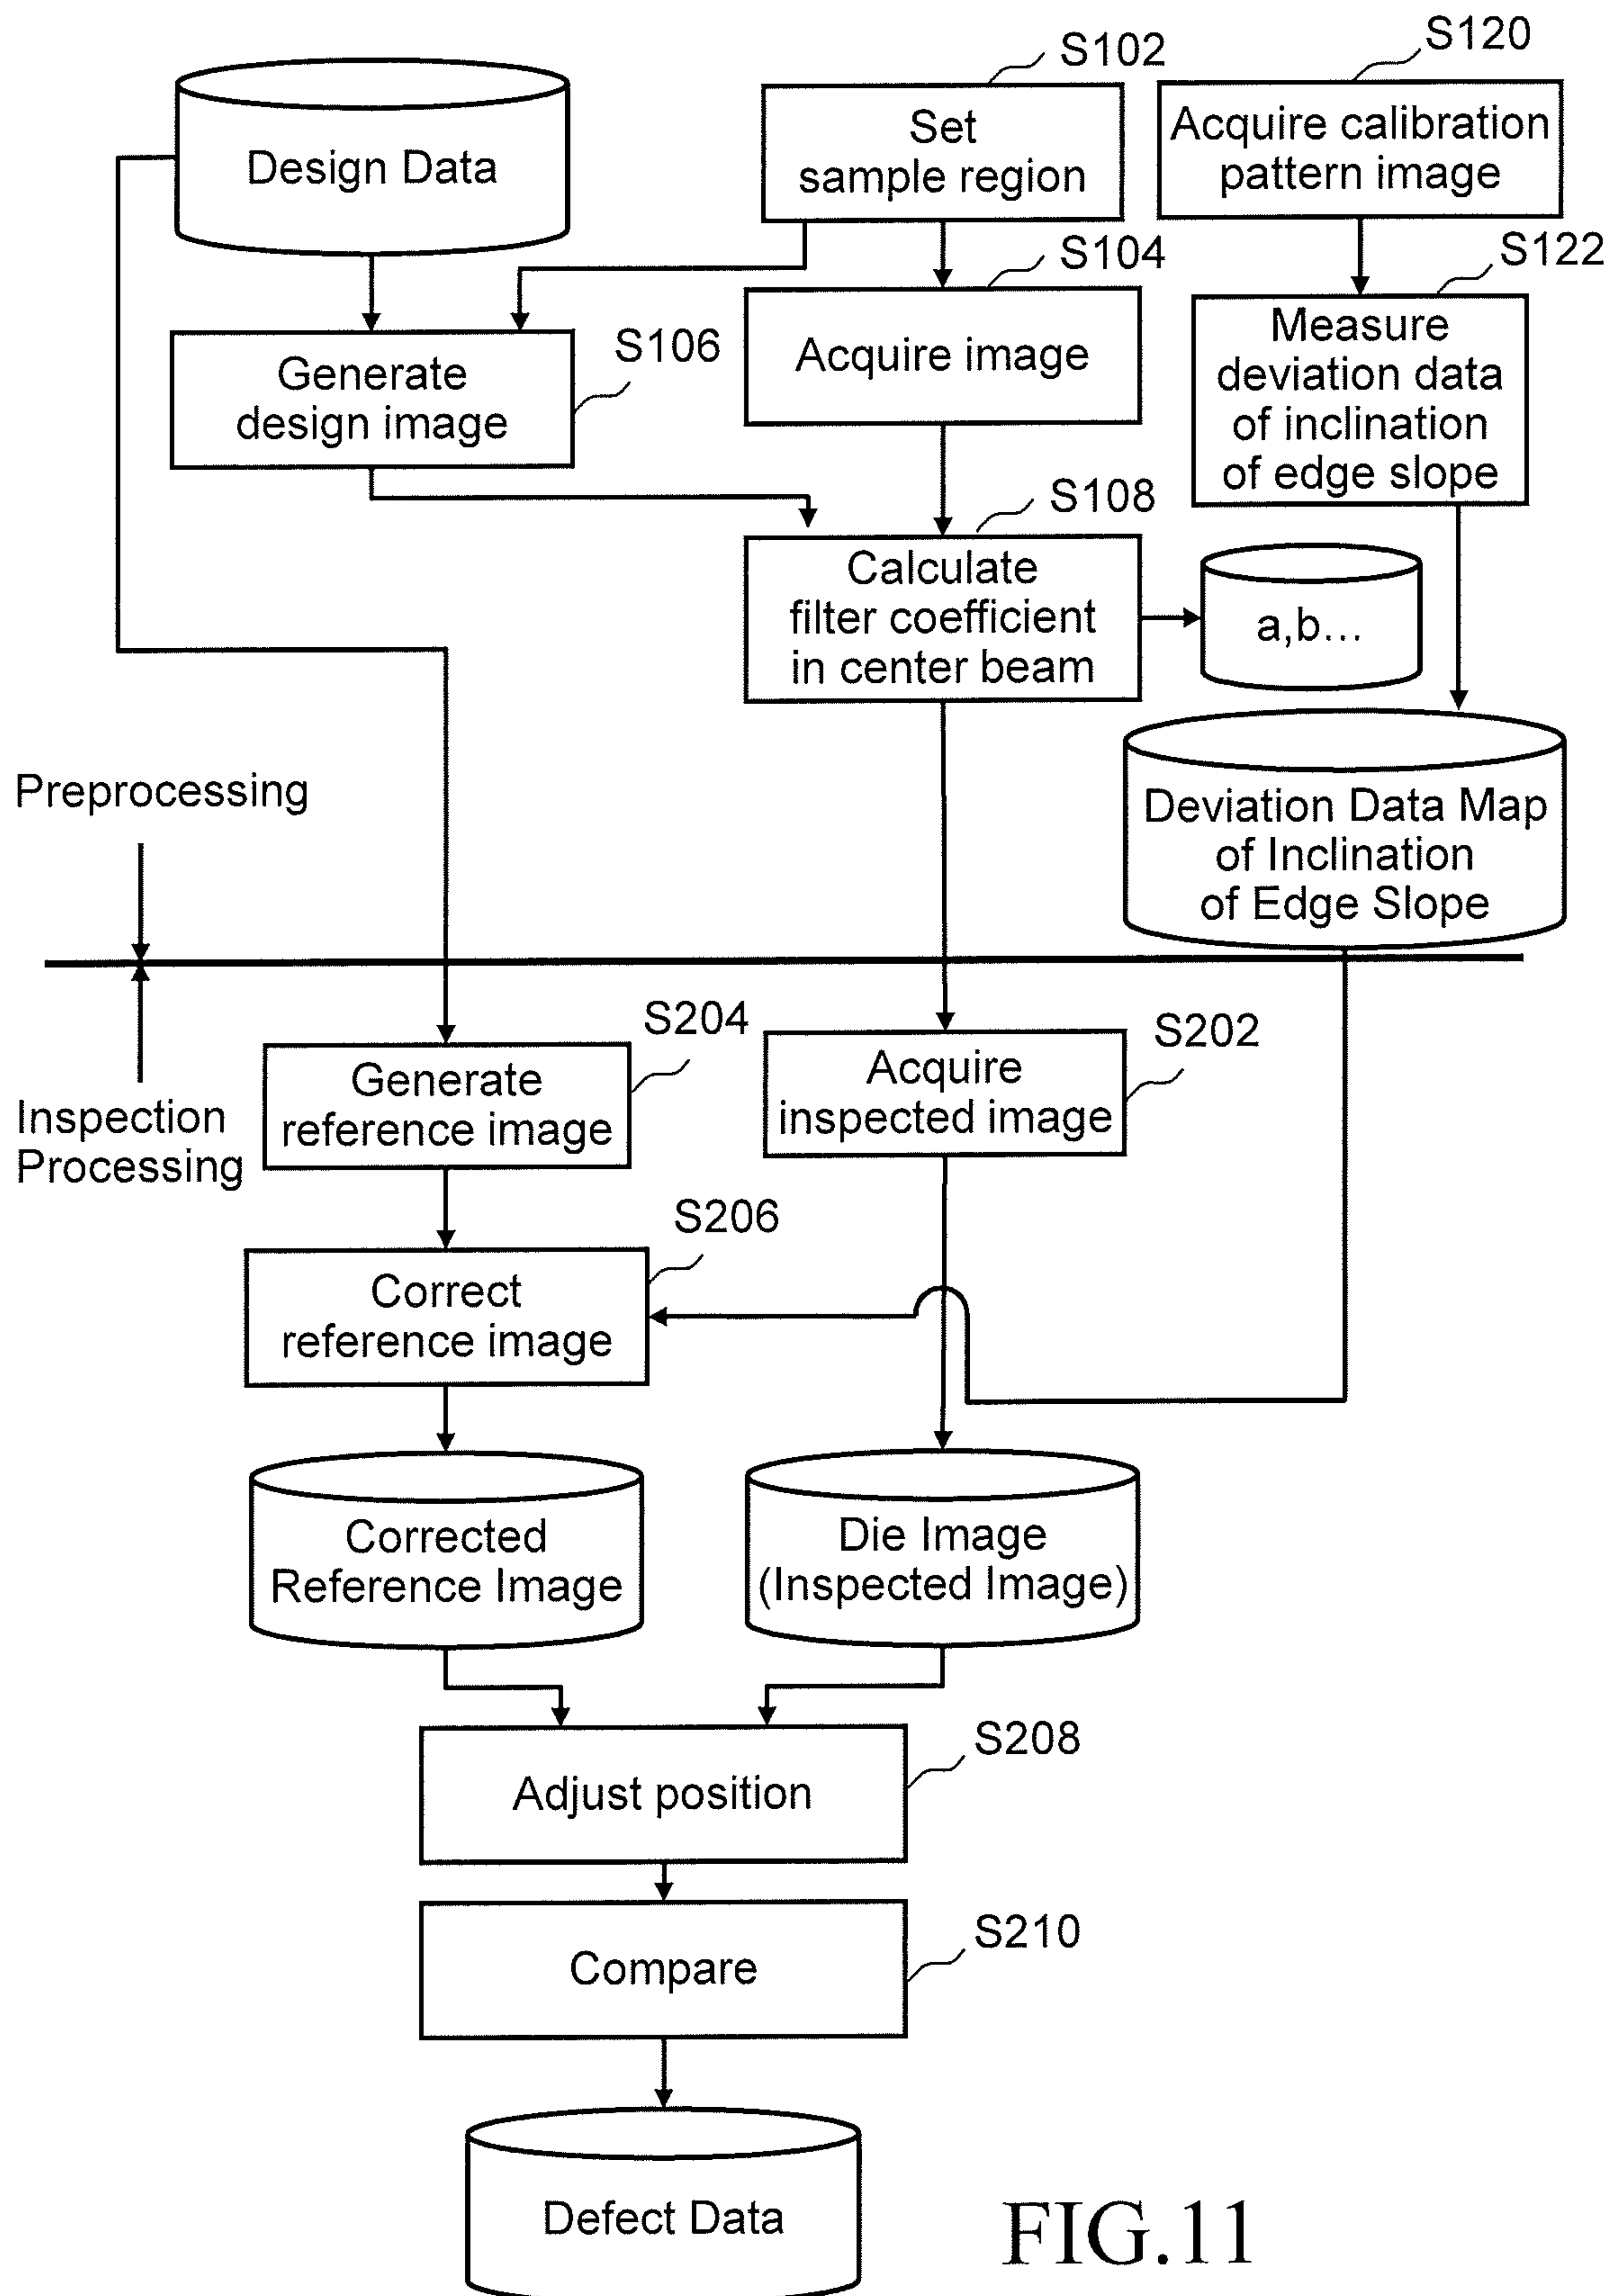 S102
S120
Design Data
Set
sample region
Acquire calibration
pattern image
S104
S122
S106
Generate
design image
Acquire image
Measure
deviation data
of inclination
of edge slope
S108
Calculate
filter coefficient
in center beam
a,b...
Preprocessing
Deviation Data Map
of Inclination
of Edge Slope
Inspection
Processing
S204
Generate
reference image
S202
Acquire
inspected image
S206
Correct
reference image
Corrected
Reference Image
Die Image
(Inspected Image)
S208
Adjust position
S210
Compare
Defect Data
FIG.11